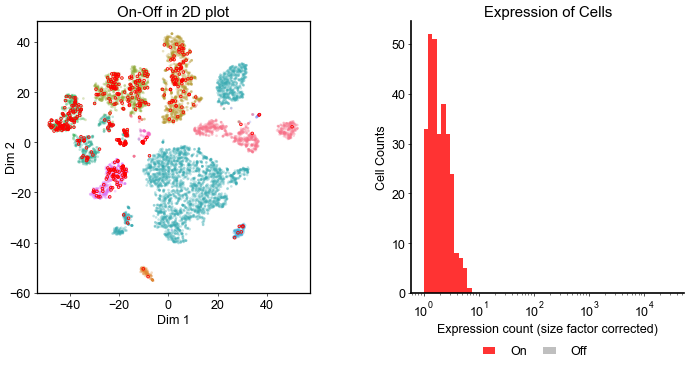 On-Off in 2D plot
Expression of Cells
40
20
0
−20
−40
−60
Dim 2
−40 −20 0 20 40
Dim 1
50
40
30
20
10
0
Cell Counts
10^0 10^1 10^2 10^3 10^4
Expression count (size factor corrected)
On Off